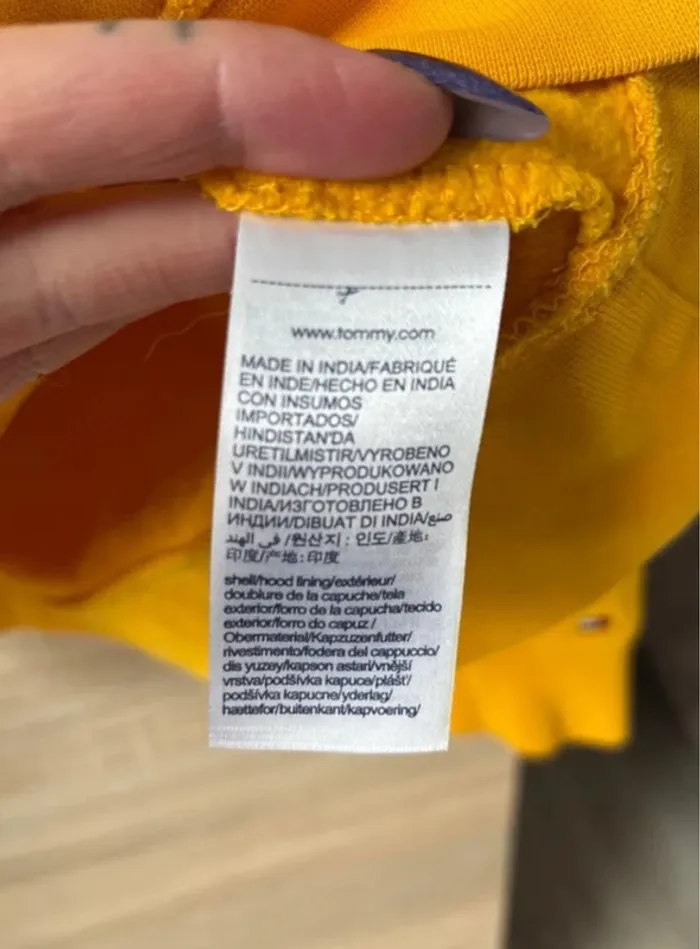 www.tommy.com
MADE IN INDIA/FABRIQUÉ
EN INDE/HECHO EN INDIA
CON INSUMOS
IMPORTADOS/
HINDISTAN'DA
URETILMISTIR/VYROBENO
V INDII/WYPRODUKOWANO
W INDIACH/PRODUSERT I
INDIA/ИЗГОТОВЛЕНО В
ИНДИИ/DIBUAT DI INDIA/صنع
في الهند /원산지 : 인도/產地:
印度/产地:印度
shell/hood lining/extérieur/
doublure de la capuche/tela
exterior/forro de la capucha/tecido
exterior/forro do capuz /
Obermaterial/Kapzuzenfutter/
rivestimento/fodera del cappuccio/
dis yuzey/kapson astari/vnější
vrstva/podšívka kapuce/plášť/
podšívka kapucne/yderlag/
hættefor/buitenkant/kapvoering/